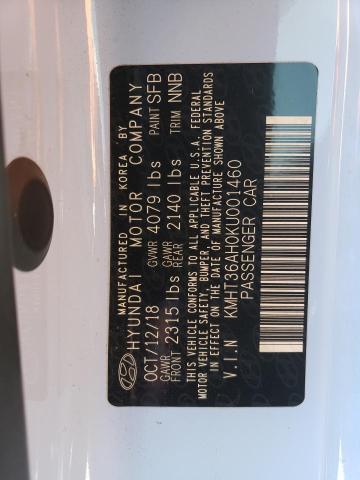 MANUFACTURED IN KOREA BY
HYUNDAI MOTOR COMPANY
OCT/12/18 GVWR 4079 lbs PAINT SFB
GAWR FRONT 2315 lbs GAWR REAR 2140 lbs TRIM NNB
THIS VEHICLE CONFORMS TO ALL APPLICABLE U.S.A. FEDERAL
MOTOR VEHICLE SAFETY, BUMPER, AND THEFT PREVENTION STANDARDS
IN EFFECT ON THE DATE OF MANUFACTURE SHOWN ABOVE
V.I.N KMHT36AH0KU001460
PASSENGER CAR